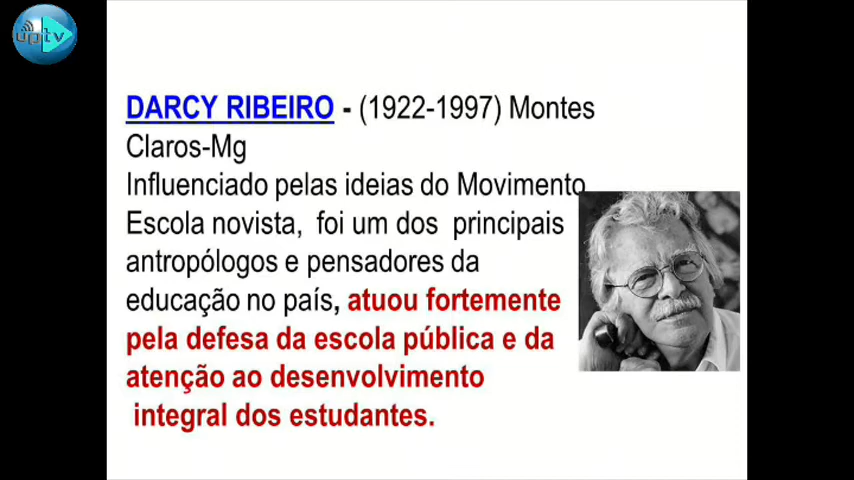 uptv
DARCY RIBEIRO - (1922-1997) Montes
Claros-Mg
Influenciado pelas ideias do Movimento
Escola novista,  foi um dos  principais
antropólogos e pensadores da
educação no país, atuou fortemente
pela defesa da escola pública e da
atenção ao desenvolvimento
integral dos estudantes.